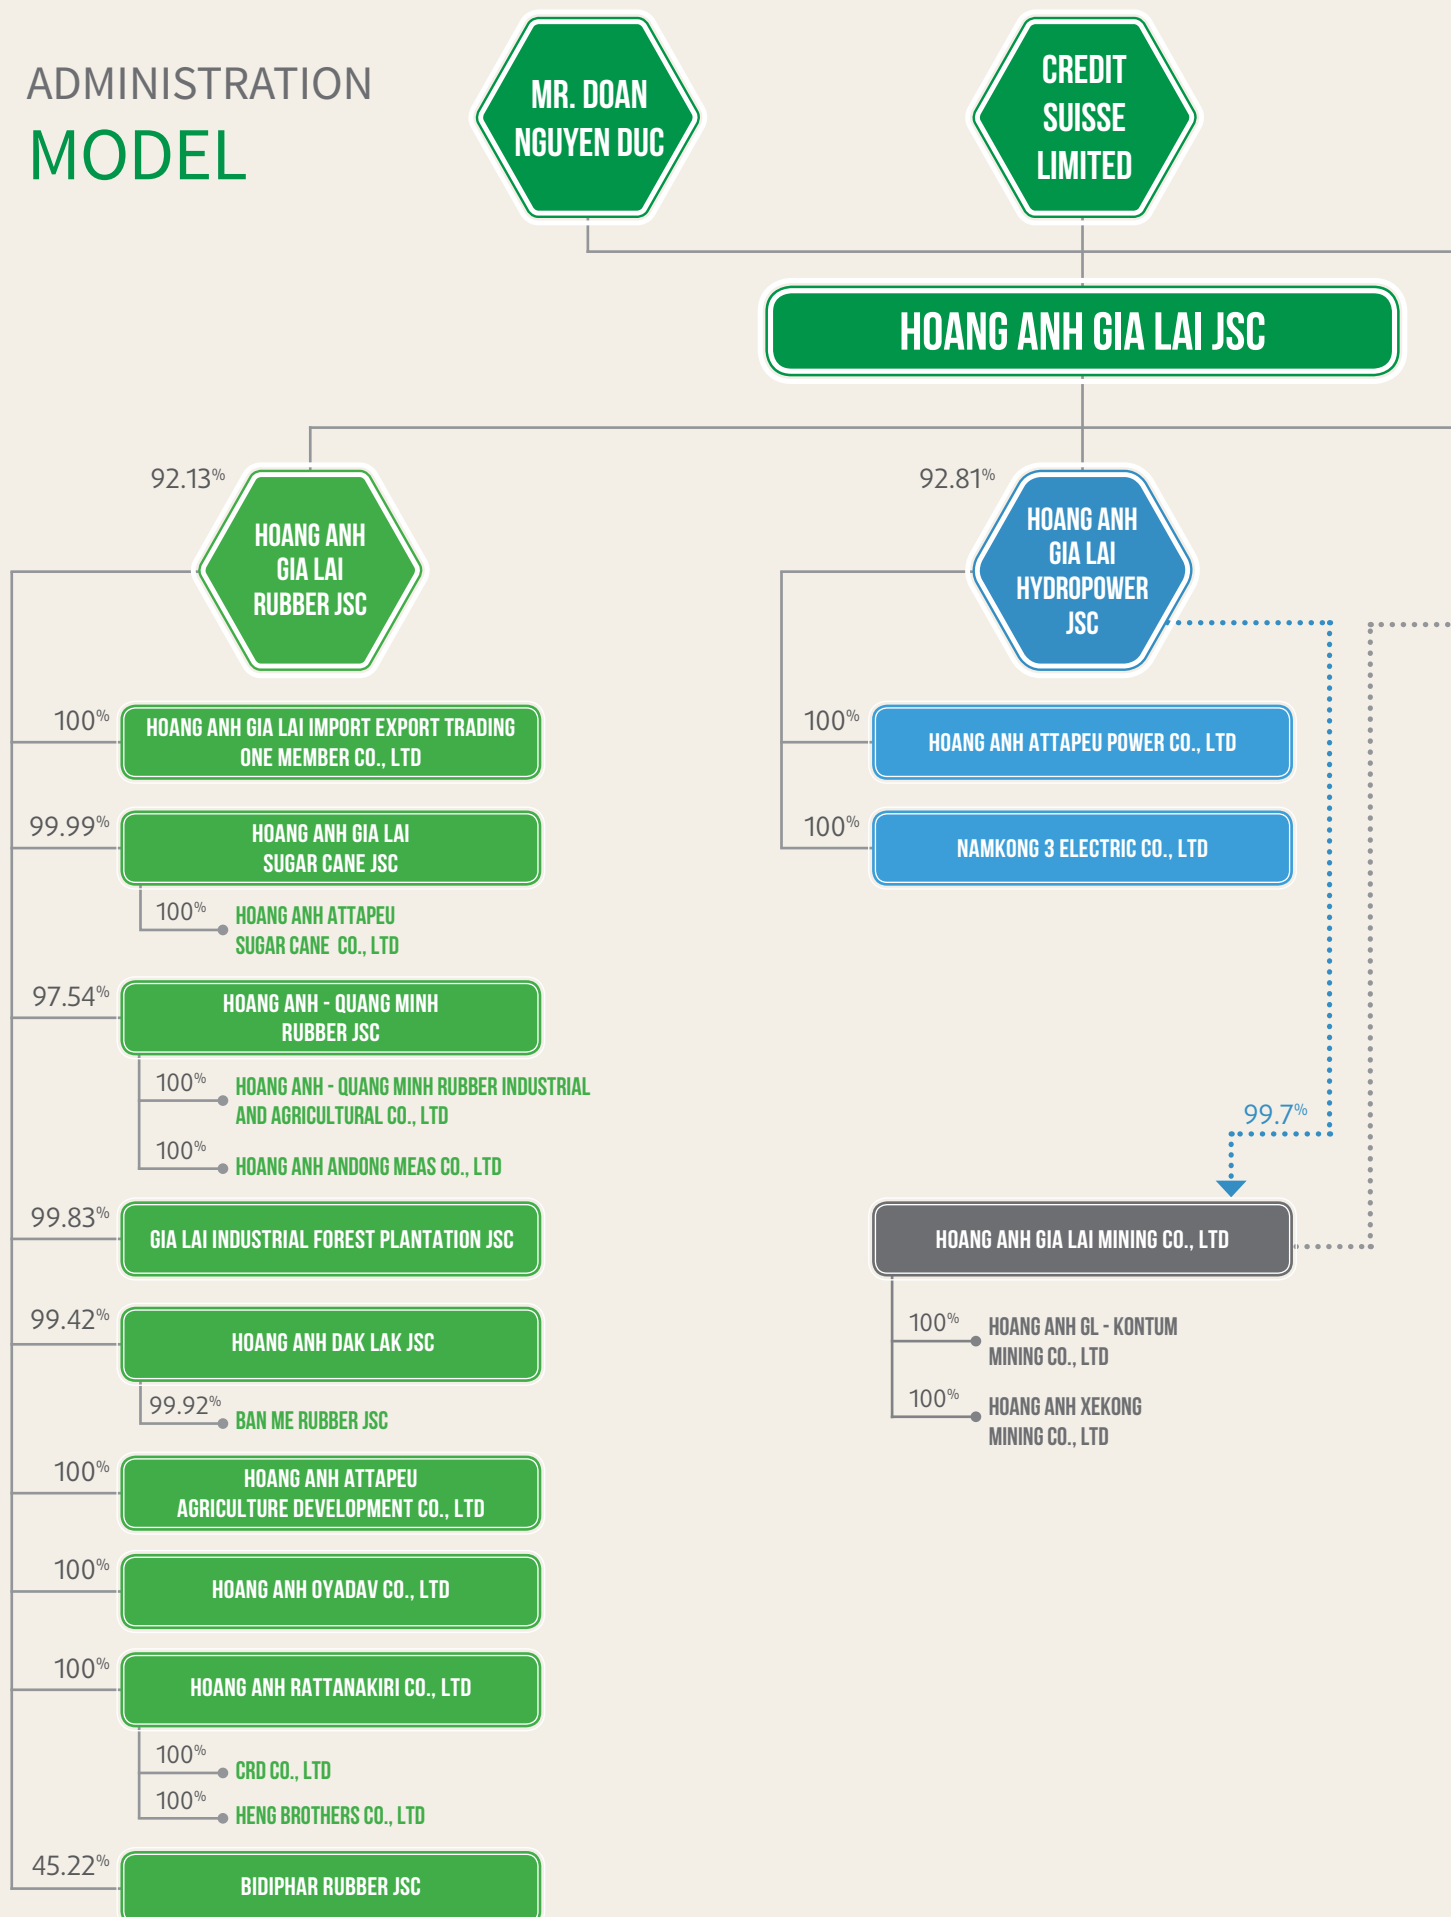 ADMINISTRATION
MODEL
MR. DOAN
NGUYEN DUC
CREDIT
SUISSE
LIMITED
HOANG ANH GIA LAI JSC
92.13%
HOANG ANH
GIA LAI
RUBBER JSC
100%
HOANG ANH GIA LAI IMPORT EXPORT TRADING
ONE MEMBER CO., LTD
99.99%
HOANG ANH GIA LAI
SUGAR CANE JSC
100%
HOANG ANH ATTAPEU
SUGAR CANE CO., LTD
97.54%
HOANG ANH - QUANG MINH
RUBBER JSC
100%
HOANG ANH - QUANG MINH RUBBER INDUSTRIAL
AND AGRICULTURAL CO., LTD
100%
HOANG ANH ANDONG MEAS CO., LTD
99.83%
GIA LAI INDUSTRIAL FOREST PLANTATION JSC
99.42%
HOANG ANH DAK LAK JSC
99.92%
BAN ME RUBBER JSC
100%
HOANG ANH ATTAPEU
AGRICULTURE DEVELOPMENT CO., LTD
100%
HOANG ANH OYADAV CO., LTD
100%
HOANG ANH RATTANAKIRI CO., LTD
100%
CRD CO., LTD
100%
HENG BROTHERS CO., LTD
45.22%
BIDIPHAR RUBBER JSC
92.81%
HOANG ANH
GIA LAI
HYDROPOWER
JSC
100%
HOANG ANH ATTAPEU POWER CO., LTD
100%
NAMKONG 3 ELECTRIC CO., LTD
99.7%
HOANG ANH GIA LAI MINING CO., LTD
100%
HOANG ANH GL - KONTUM
MINING CO., LTD
100%
HOANG ANH XEKONG
MINING CO., LTD